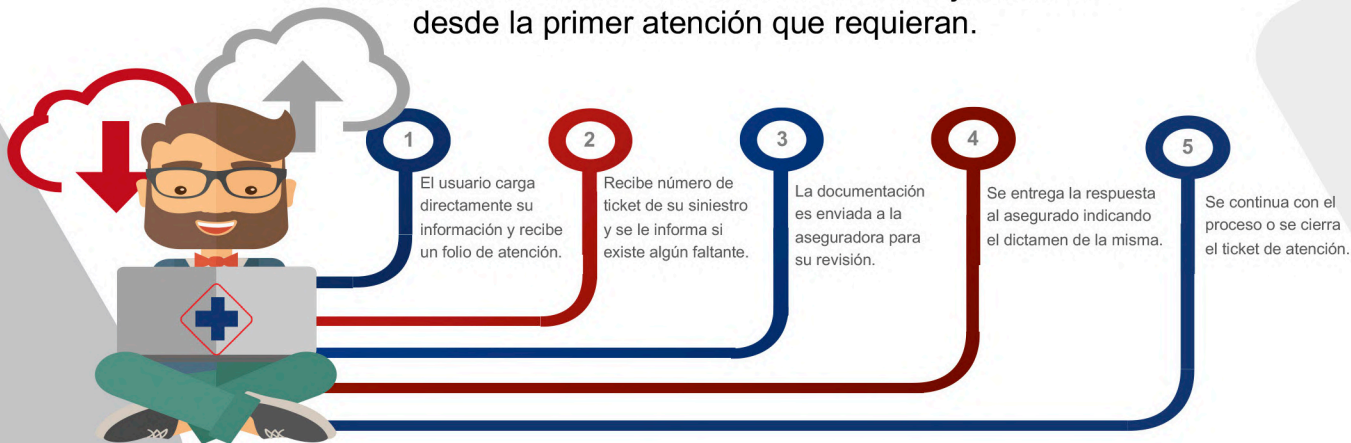 desde la primer atención que requieran.
1
El usuario carga
directamente su
información y recibe
un folio de atención.
2
Recibe número de
ticket de su siniestro
y se le informa si
existe algún faltante.
3
La documentación
es enviada a la
aseguradora para
su revisión.
4
Se entrega la respuesta
al asegurado indicando
el dictamen de la misma.
5
Se continua con el
proceso o se cierra
el ticket de atención.